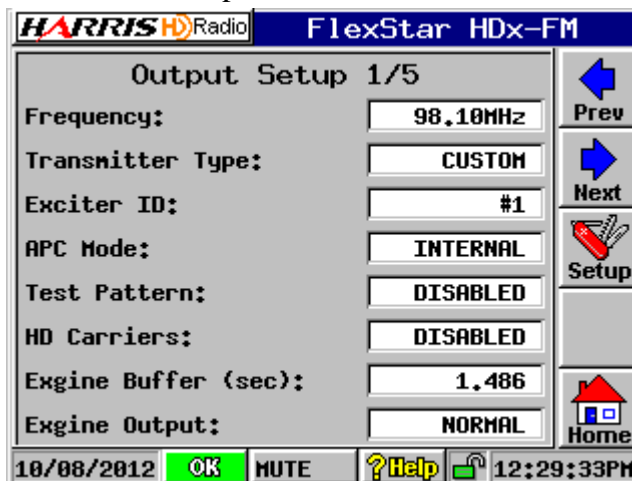 HARRIS HD Radio FlexStar HDx-FM
Output Setup 1/5
Frequency: 98.10MHz
Transmitter Type: CUSTOM
Exciter ID: #1
APC Mode: INTERNAL
Test Pattern: DISABLED
HD Carriers: DISABLED
Exgine Buffer (sec): 1.486
Exgine Output: NORMAL
Prev
Next
Setup
Home
10/08/2012 OK MUTE ?Help 12:29:33PM